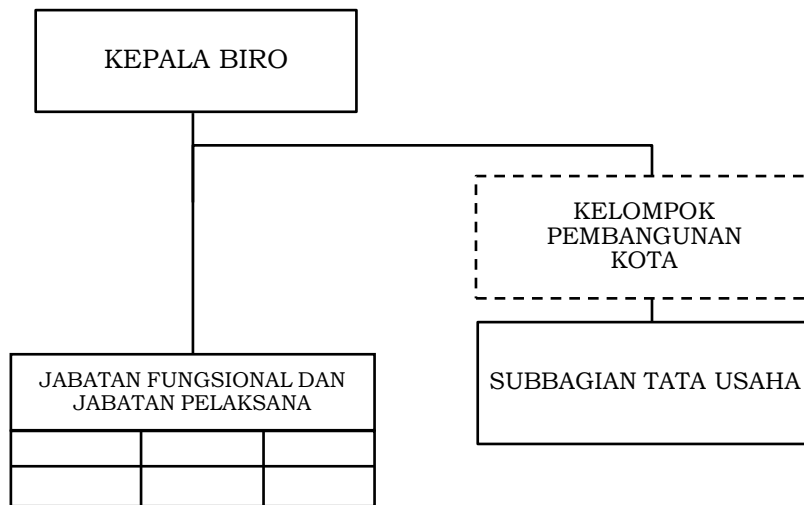 KEPALA BIRO
KELOMPOK
PEMBANGUNAN
KOTA
SUBBAGIAN TATA USAHA
JABATAN FUNGSIONAL DAN
JABATAN PELAKSANA